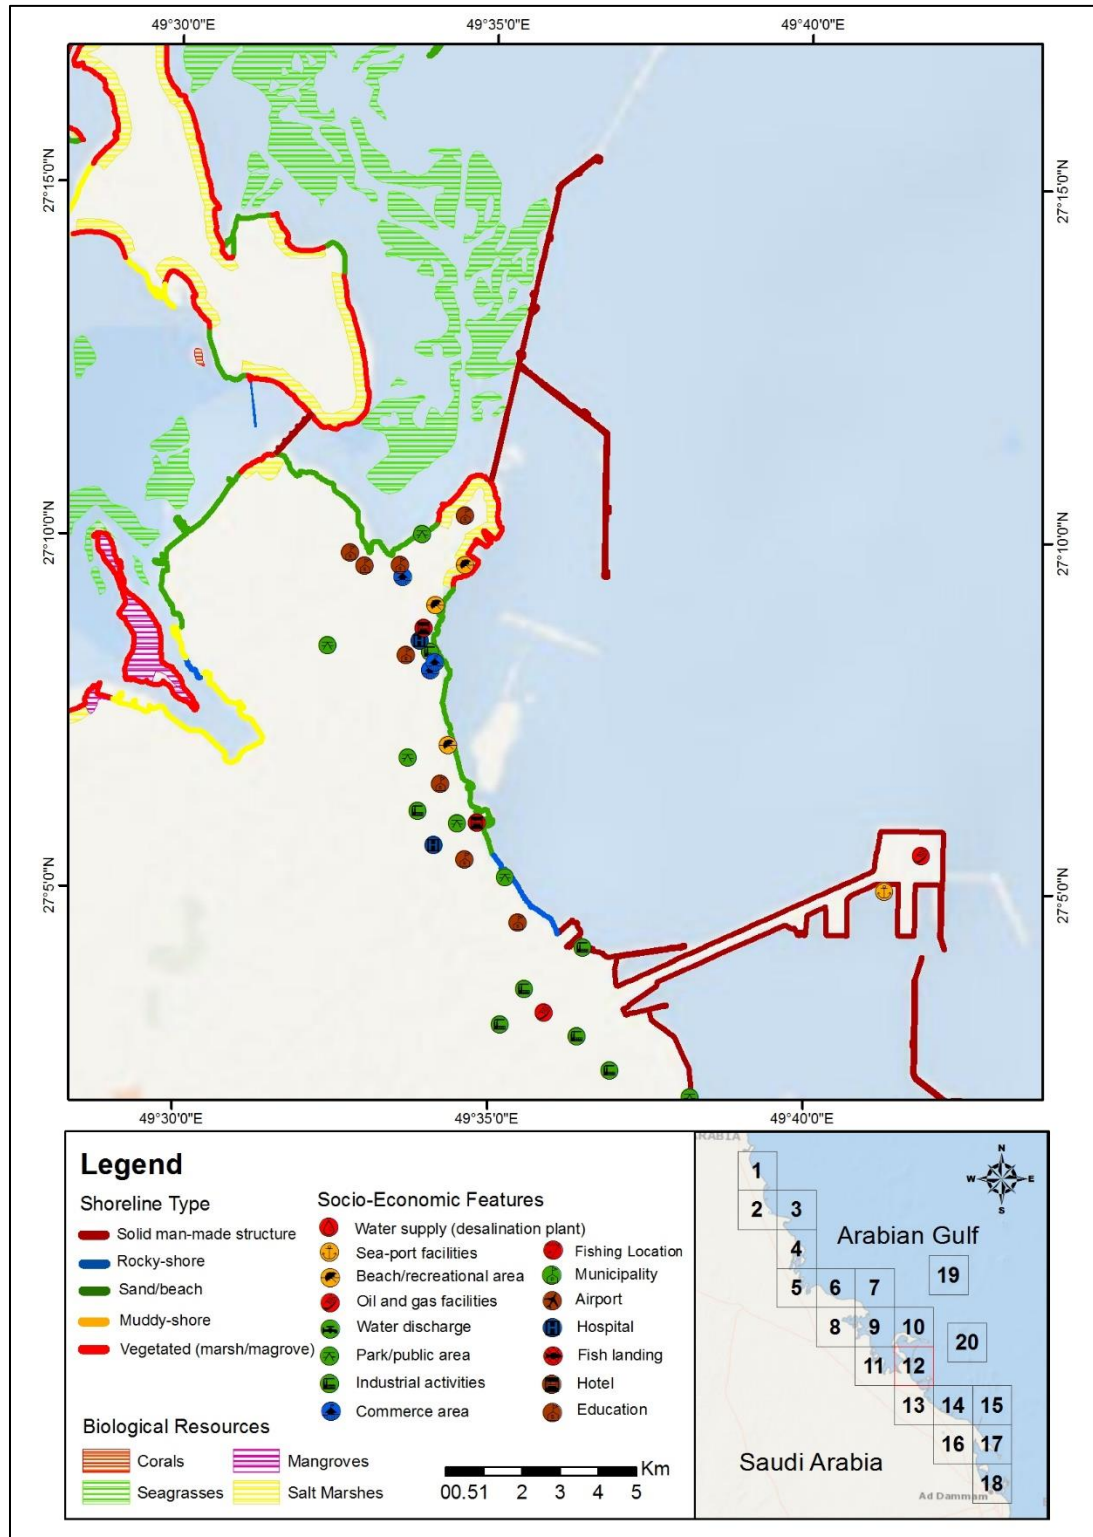 49°30'0"E 49°35'0"E 49°40'0"E
27°15'0"N 27°15'0"N
27°10'0"N 27°10'0"N
27°5'0"N 27°5'0"N
49°30'0"E 49°35'0"E 49°40'0"E
Legend
Shoreline Type
Solid man-made structure
Rocky-shore
Sand/beach
Muddy-shore
Vegetated (marsh/magrove)
Biological Resources
Corals
Mangroves
Seagrasses
Salt Marshes
Socio-Economic Features
Water supply (desalination plant)
Sea-port facilities
Beach/recreational area
Oil and gas facilities
Water discharge
Park/public area
Industrial activities
Commerce area
Fishing Location
Municipality
Airport
Hospital
Fish landing
Hotel
Education
Km
00.51 2 3 4 5
RABIA
N
W E
S
1
2 3
Arabian Gulf
4
19
5 6 7
8 9 10
20
11 12
13 14 15
16 17
Saudi Arabia
18
Ad Dammam